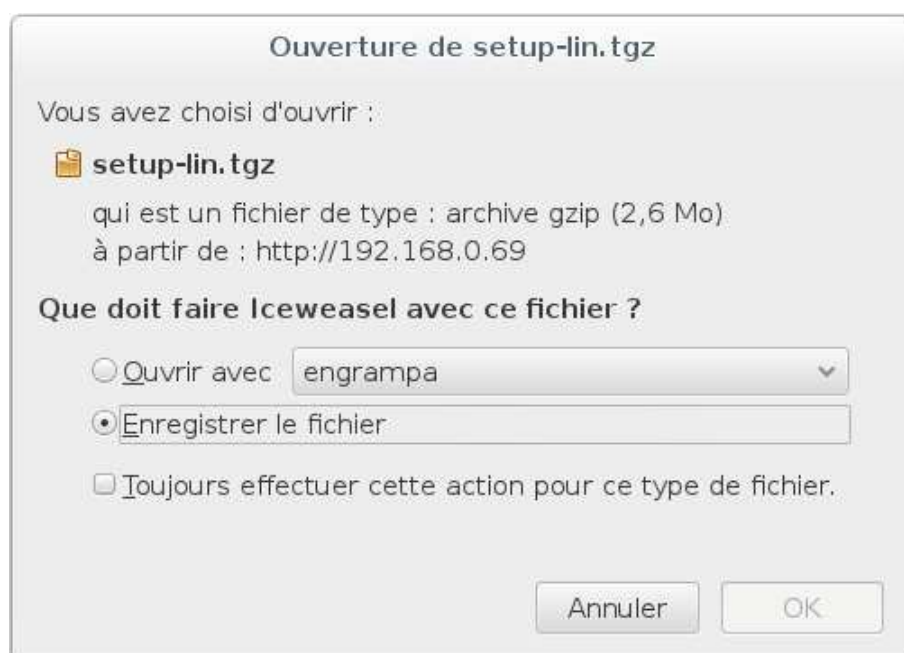 Ouverture de setup-lin.tgz
Vous avez choisi d'ouvrir :
setup-lin.tgz
qui est un fichier de type : archive gzip (2,6 Mo)
à partir de : http://192.168.0.69
Que doit faire Iceweasel avec ce fichier ?
Ouvrir avec engrampa
Enregistrer le fichier
Toujours effectuer cette action pour ce type de fichier.
Annuler OK